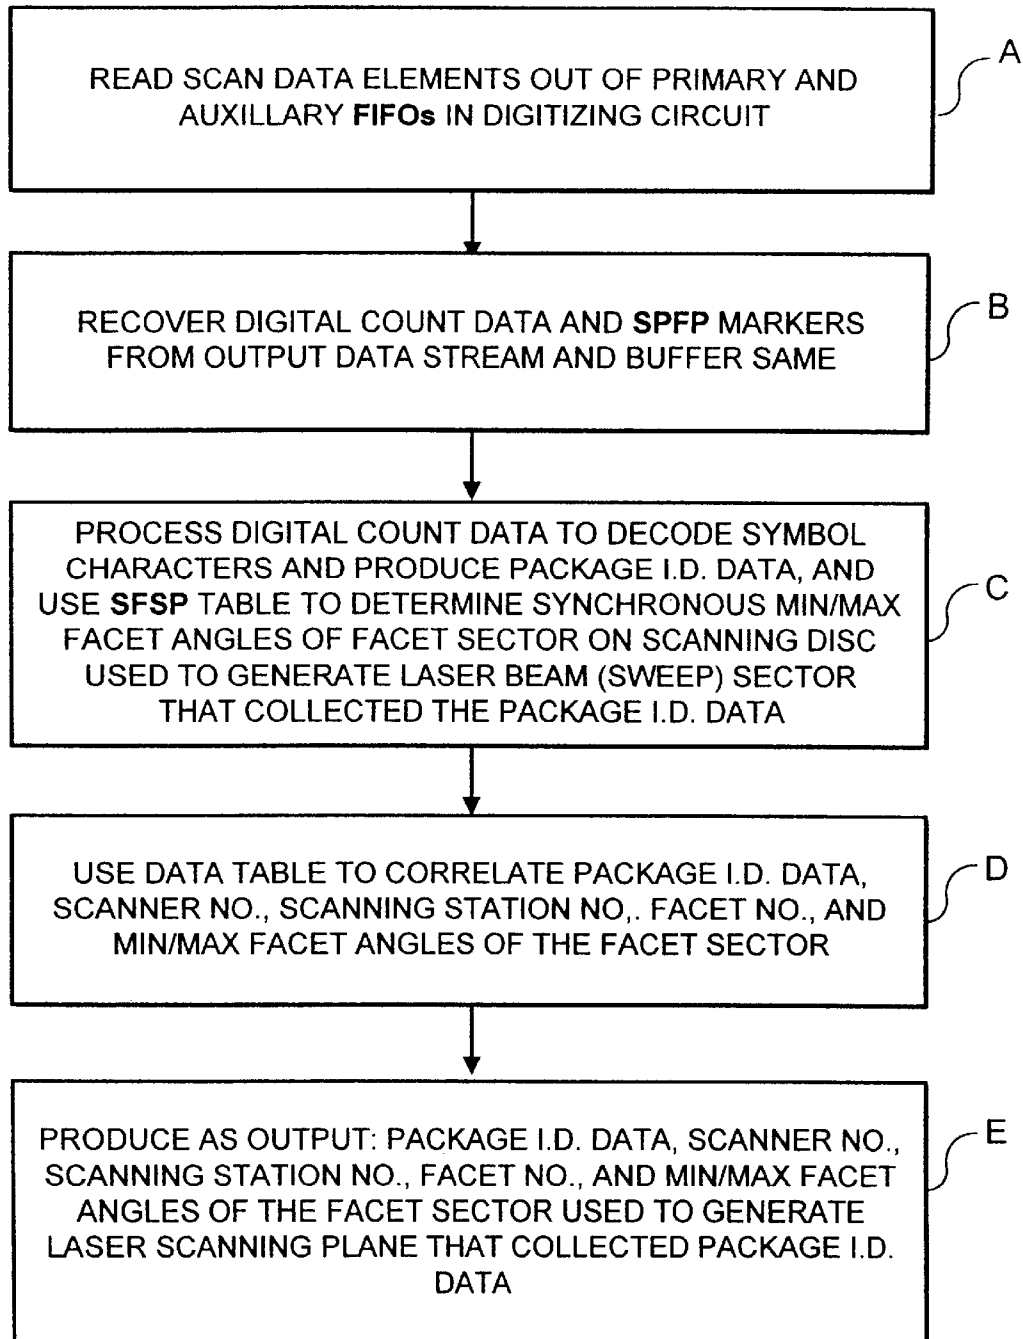 READ SCAN DATA ELEMENTS OUT OF PRIMARY AND
AUXILLARY FIFOs IN DIGITIZING CIRCUIT
A
RECOVER DIGITAL COUNT DATA AND SPFP MARKERS
FROM OUTPUT DATA STREAM AND BUFFER SAME
B
PROCESS DIGITAL COUNT DATA TO DECODE SYMBOL
CHARACTERS AND PRODUCE PACKAGE I.D. DATA, AND
USE SFSP TABLE TO DETERMINE SYNCHRONOUS MIN/MAX
FACET ANGLES OF FACET SECTOR ON SCANNING DISC
USED TO GENERATE LASER BEAM (SWEEP) SECTOR
THAT COLLECTED THE PACKAGE I.D. DATA
C
USE DATA TABLE TO CORRELATE PACKAGE I.D. DATA,
SCANNER NO., SCANNING STATION NO,. FACET NO., AND
MIN/MAX FACET ANGLES OF THE FACET SECTOR
D
PRODUCE AS OUTPUT: PACKAGE I.D. DATA, SCANNER NO.,
SCANNING STATION NO., FACET NO., AND MIN/MAX FACET
ANGLES OF THE FACET SECTOR USED TO GENERATE
LASER SCANNING PLANE THAT COLLECTED PACKAGE I.D.
DATA
E